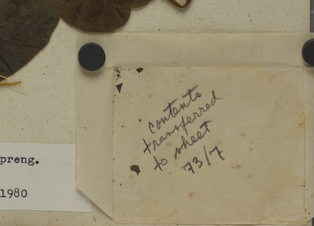 contents
transferred
to sheet
73/7
preng.
1980